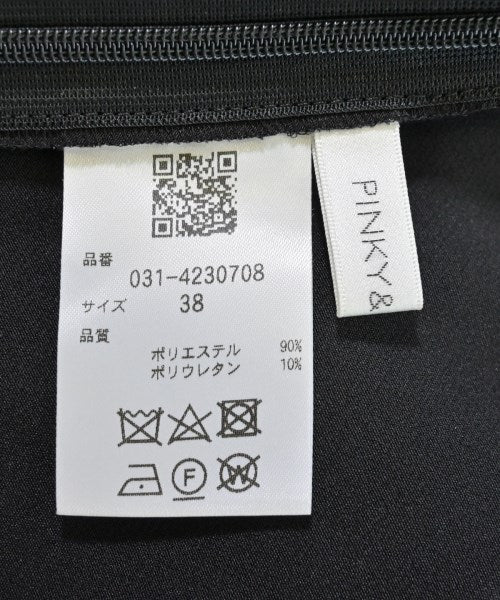 品番
031-4230708
サイズ 38
品質
ポリエステル 90%
ポリウレタン 10%
F W
PINKY&